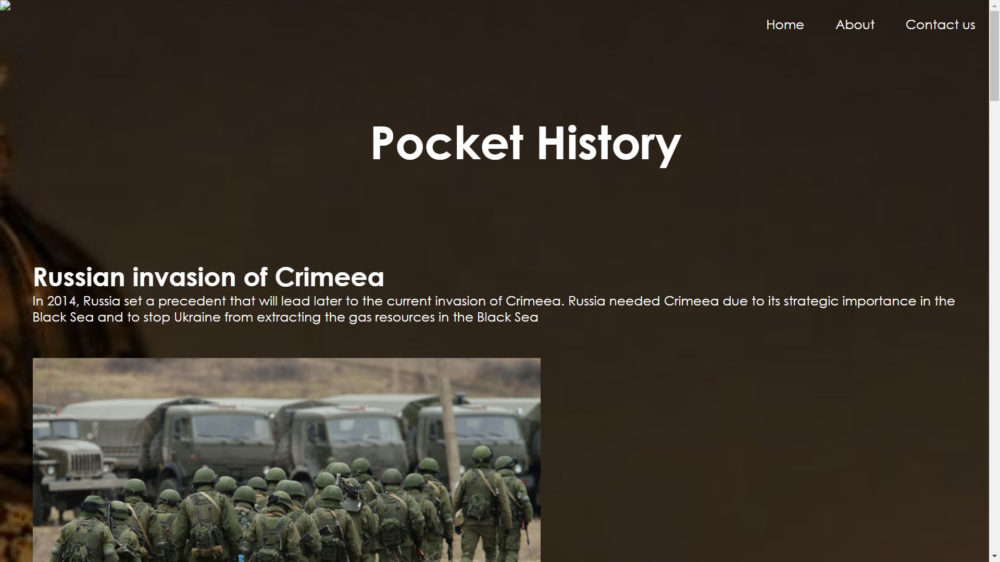 Home About Contact us
Pocket History
Russian invasion of Crimeea
In 2014, Russia set a precedent that will lead later to the current invasion of Crimeea. Russia needed Crimeea due to its strategic importance in the
Black Sea and to stop Ukraine from extracting the gas resources in the Black Sea